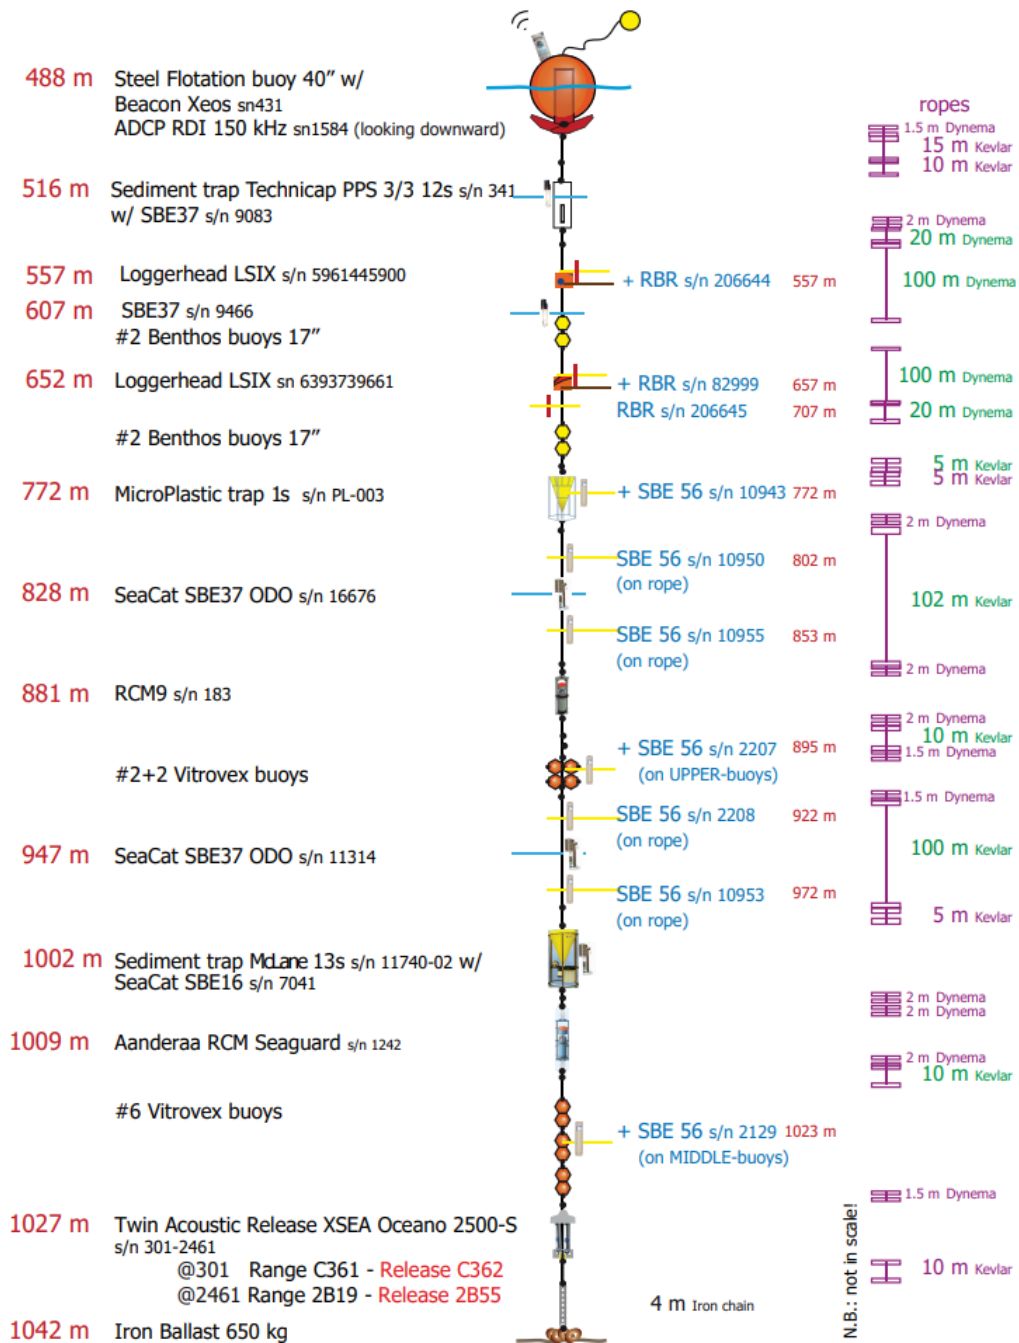 488 m Steel Flotation buoy 40” w/
Beacon Xeos sn431
ADCP RDI 150 kHz sn1584 (looking downward)
ropes
1.5 m Dynema
15 m Kevlar
10 m Kevlar
516 m Sediment trap Technicap PPS 3/3 12s s/n 341
w/ SBE37 s/n 9083
2 m Dynema
20 m Dynema
557 m Loggerhead LSIX s/n 5961445900 + RBR s/n 206644 557 m 100 m Dynema
607 m SBE37 s/n 9466
#2 Benthos buoys 17”
652 m Loggerhead LSIX sn 6393739661 + RBR s/n 82999 657 m 100 m Dynema
RBR s/n 206645 707 m 20 m Dynema
#2 Benthos buoys 17”
5 m Kevlar
5 m Kevlar
772 m MicroPlastic trap 1s s/n PL-003 + SBE 56 s/n 10943 772 m
2 m Dynema
SBE 56 s/n 10950 802 m
(on rope)
828 m SeaCat SBE37 ODO s/n 16676 102 m Kevlar
SBE 56 s/n 10955 853 m
(on rope)
2 m Dynema
881 m RCM9 s/n 183
2 m Dynema
10 m Kevlar
+ SBE 56 s/n 2207 895 m 1.5 m Dynema
(on UPPER-buoys)
#2+2 Vitrovex buoys
1.5 m Dynema
SBE 56 s/n 2208 922 m
(on rope)
947 m SeaCat SBE37 ODO s/n 11314 100 m Kevlar
SBE 56 s/n 10953 972 m
(on rope)
5 m Kevlar
1002 m Sediment trap McLane 13s s/n 11740-02 w/
SeaCat SBE16 s/n 7041
2 m Dynema
2 m Dynema
1009 m Aanderaa RCM Seaguard s/n 1242
2 m Dynema
10 m Kevlar
#6 Vitrovex buoys
+ SBE 56 s/n 2129 1023 m
(on MIDDLE-buoys)
1.5 m Dynema
1027 m Twin Acoustic Release XSEA Oceano 2500-S
s/n 301-2461
@301 Range C361 - Release C362
10 m Kevlar
@2461 Range 2B19 - Release 2B55
4 m Iron chain
N.B.: not in scale!
1042 m Iron Ballast 650 kg